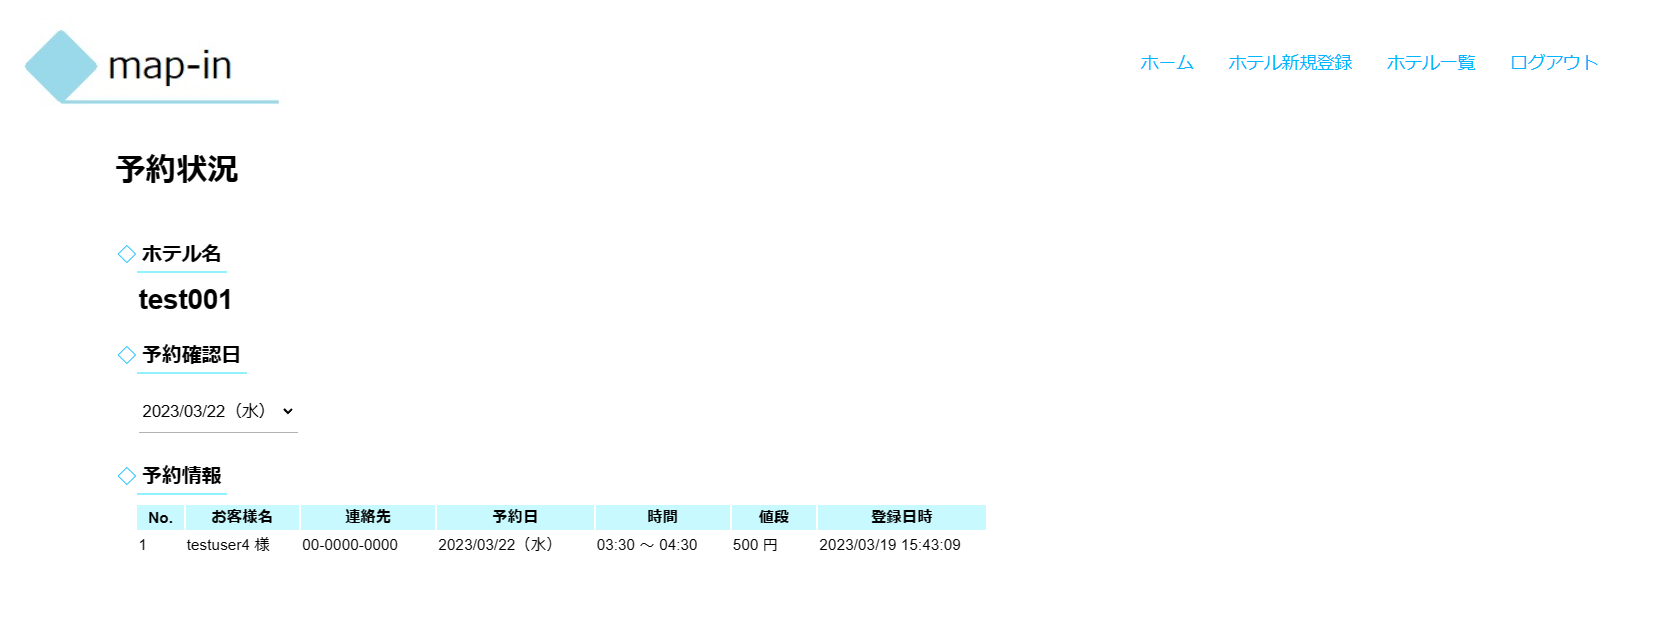 map-in
ホーム ホテル新規登録 ホテル一覧 ログアウト
予約状況
◇ ホテル名
test001
◇ 予約確認日
2023/03/22（水）
◇ 予約情報
No. お客様名 連絡先 予約日 時間 値段 登録日時
1 testuser4 様 00-0000-0000 2023/03/22（水） 03:30 ～ 04:30 500 円 2023/03/19 15:43:09